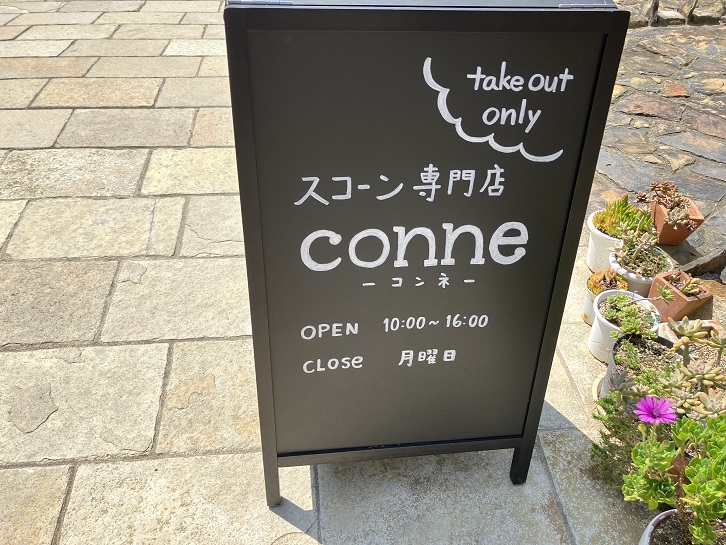 take out
only
スコーン専門店
conne
ーコンネー
OPEN 10:00~16:00
CLOSe 月曜日